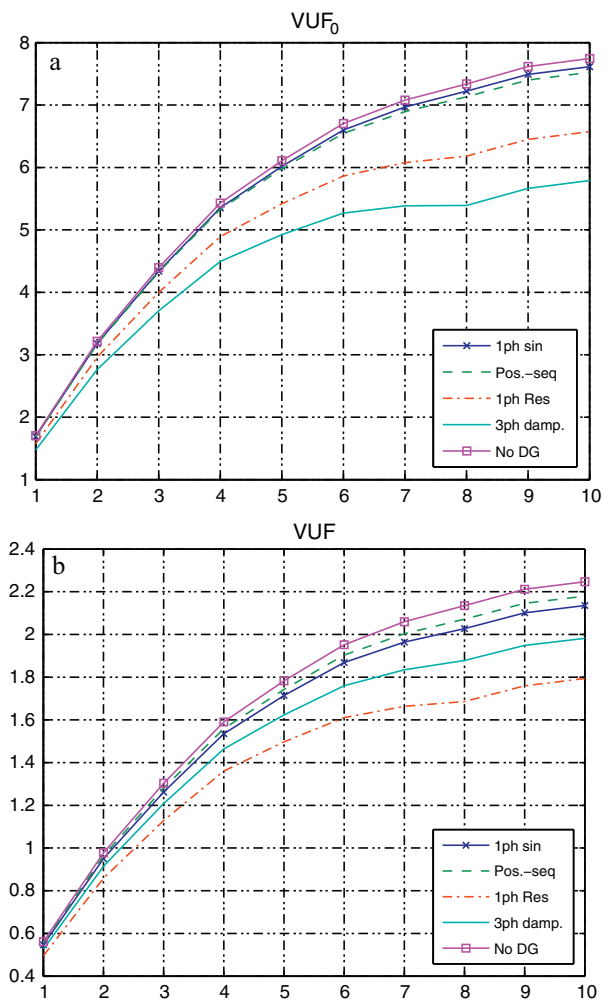 VUF0
a
8
7
6
5
4
3
2
1
1ph sin
Pos.-seq
1ph Res
3ph damp.
No DG
1 2 3 4 5 6 7 8 9 10
VUF
b
2.4
2.2
2
1.8
1.6
1.4
1.2
1
0.8
0.6
0.4
1ph sin
Pos.-seq
1ph Res
3ph damp.
No DG
1 2 3 4 5 6 7 8 9 10